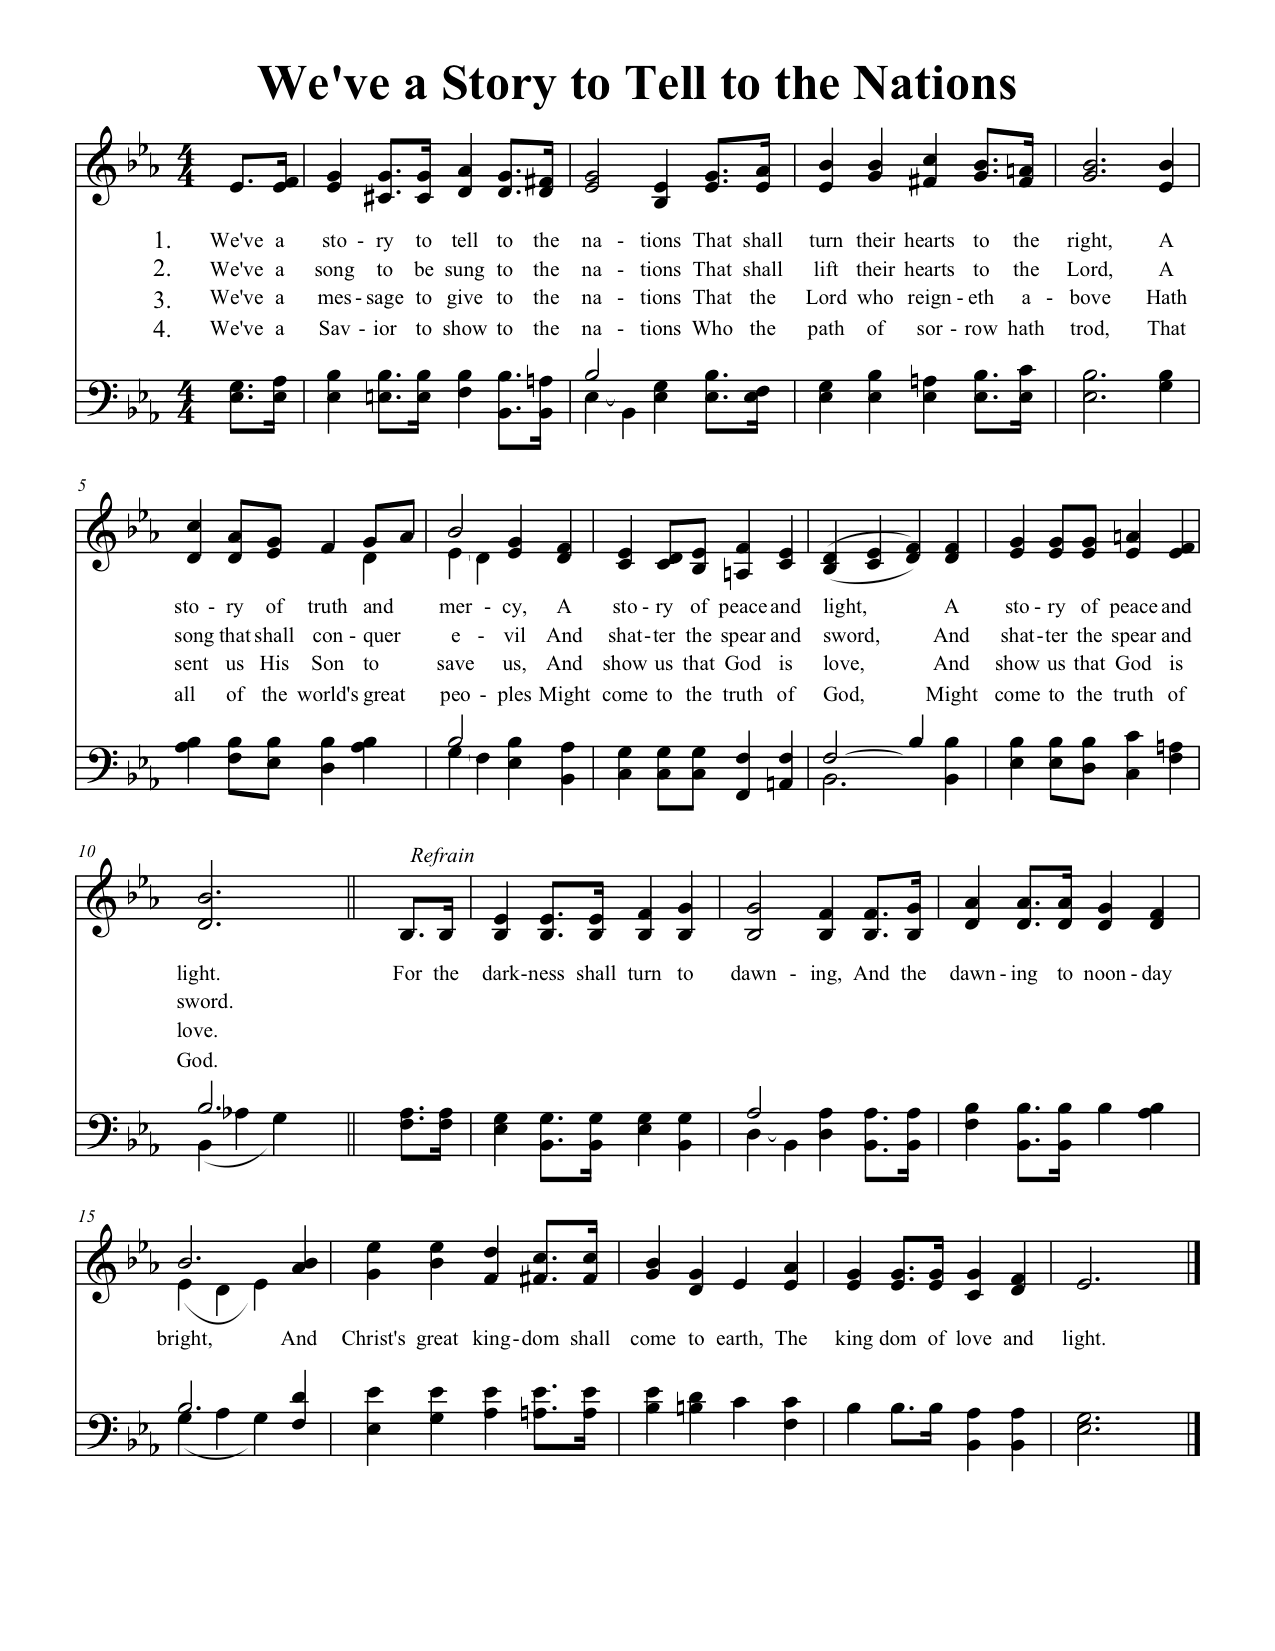 We've a Story to Tell to the Nations
4 4
1. We've a sto - ry to tell to the na - tions That shall turn their hearts to the right, A
2. We've a song to be sung to the na - tions That shall lift their hearts to the Lord, A
3. We've a mes - sage to give to the na - tions That the Lord who reign - eth a - bove Hath
4. We've a Sav - ior to show to the na - tions Who the path of sor - row hath trod, That
4 4
5
sto - ry of truth and mer - cy, A sto - ry of peace and light, A sto - ry of peace and
song that shall con - quer e - vil And shat - ter the spear and sword, And shat - ter the spear and
sent us His Son to save us, And show us that God is love, And show us that God is
all of the world's great peo - ples Might come to the truth of God, Might come to the truth of
10
Refrain
light. For the dark - ness shall turn to dawn - ing, And the dawn - ing to noon - day
sword.
love.
God.
15
bright, And Christ's great king - dom shall come to earth, The king dom of love and light.